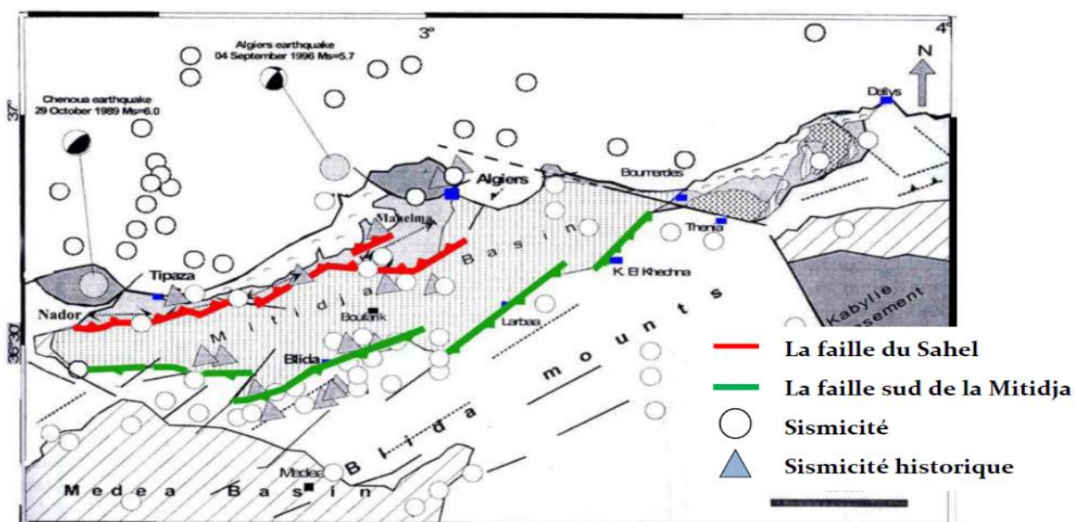 3°
4°
Algiers earthquake
04 September 1996 Ms=5.7
N
Chenoua earthquake
29 October 1989 Ms=6.0
Dellys
37°
Algiers
Boumerdes
Mahelma
Thenia
Basin
Tipaza
K. El Khechna
Nador
Mitidja
Boufarik
Larbaa
Kabylie
36°30'
Blida
mounts
La faille du Sahel
La faille sud de la Mitidja
Blida
Sismicité
Medea
Sismicité historique
Medea Basin